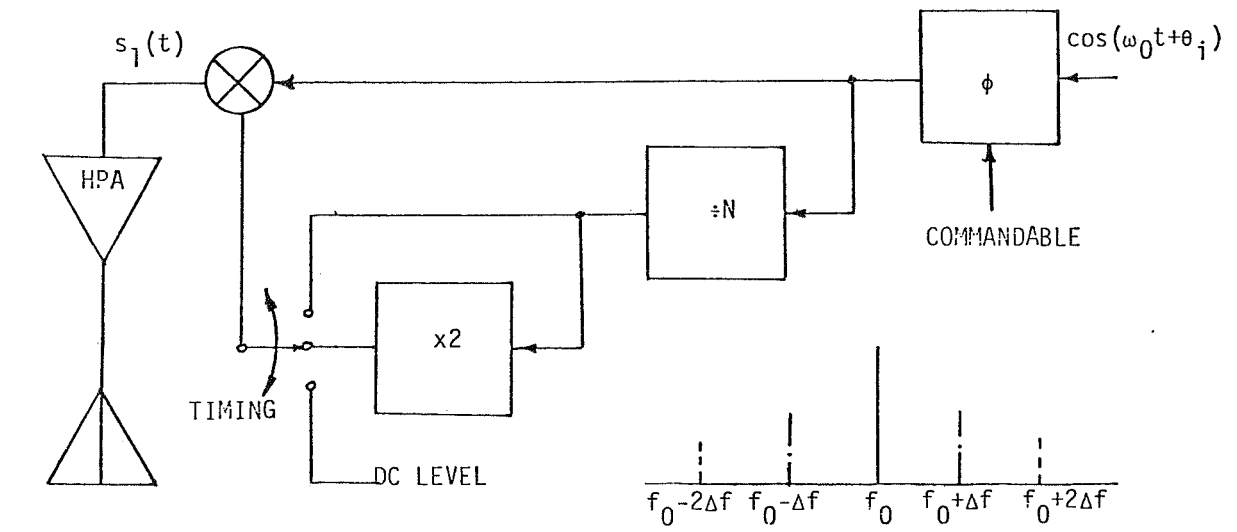 s1(t)
cos(ω0t+θi)
ϕ
HPA
÷N
COMMANDABLE
x2
TIMING
DC LEVEL
f0-2Δf f0-Δf f0 f0+Δf f0+2Δf